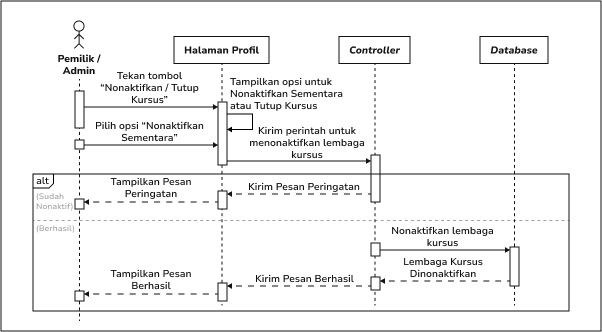 Pemilik /
Admin
Halaman Profil
Controller
Database
Tekan tombol
“Nonaktifkan / Tutup
Kursus”
Tampilkan opsi untuk
Nonaktifkan Sementara
atau Tutup Kursus
Pilih opsi “Nonaktifkan
Sementara”
Kirim perintah untuk
menonaktifkan lembaga
kursus
alt
(Sudah
Nonaktif)
Tampilkan Pesan
Peringatan
Kirim Pesan Peringatan
(Berhasil)
Nonaktifkan lembaga
kursus
Lembaga Kursus
Dinonaktifkan
Kirim Pesan Berhasil
Tampilkan Pesan
Berhasil